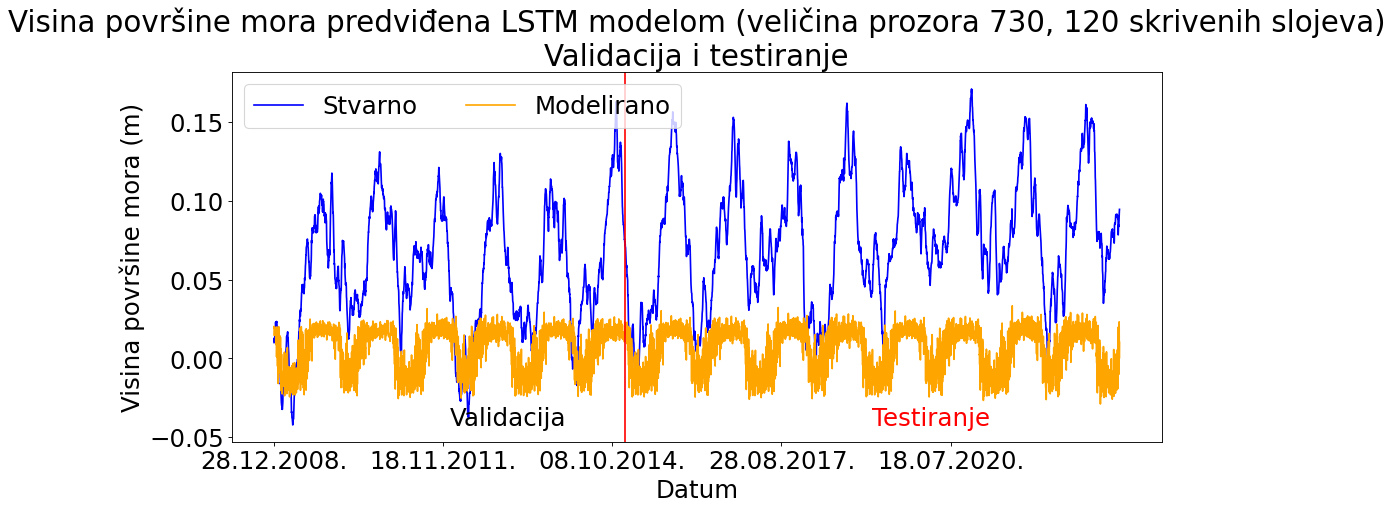 Visina površine mora predviđena LSTM modelom (veličina prozora 730, 120 skrivenih slojeva)
Validacija i testiranje
Stvarno Modelirano
Visina površine mora (m)
0.15
0.10
0.05
0.00
−0.05
Validacija Testiranje
28.12.2008. 18.11.2011. 08.10.2014. 28.08.2017. 18.07.2020.
Datum